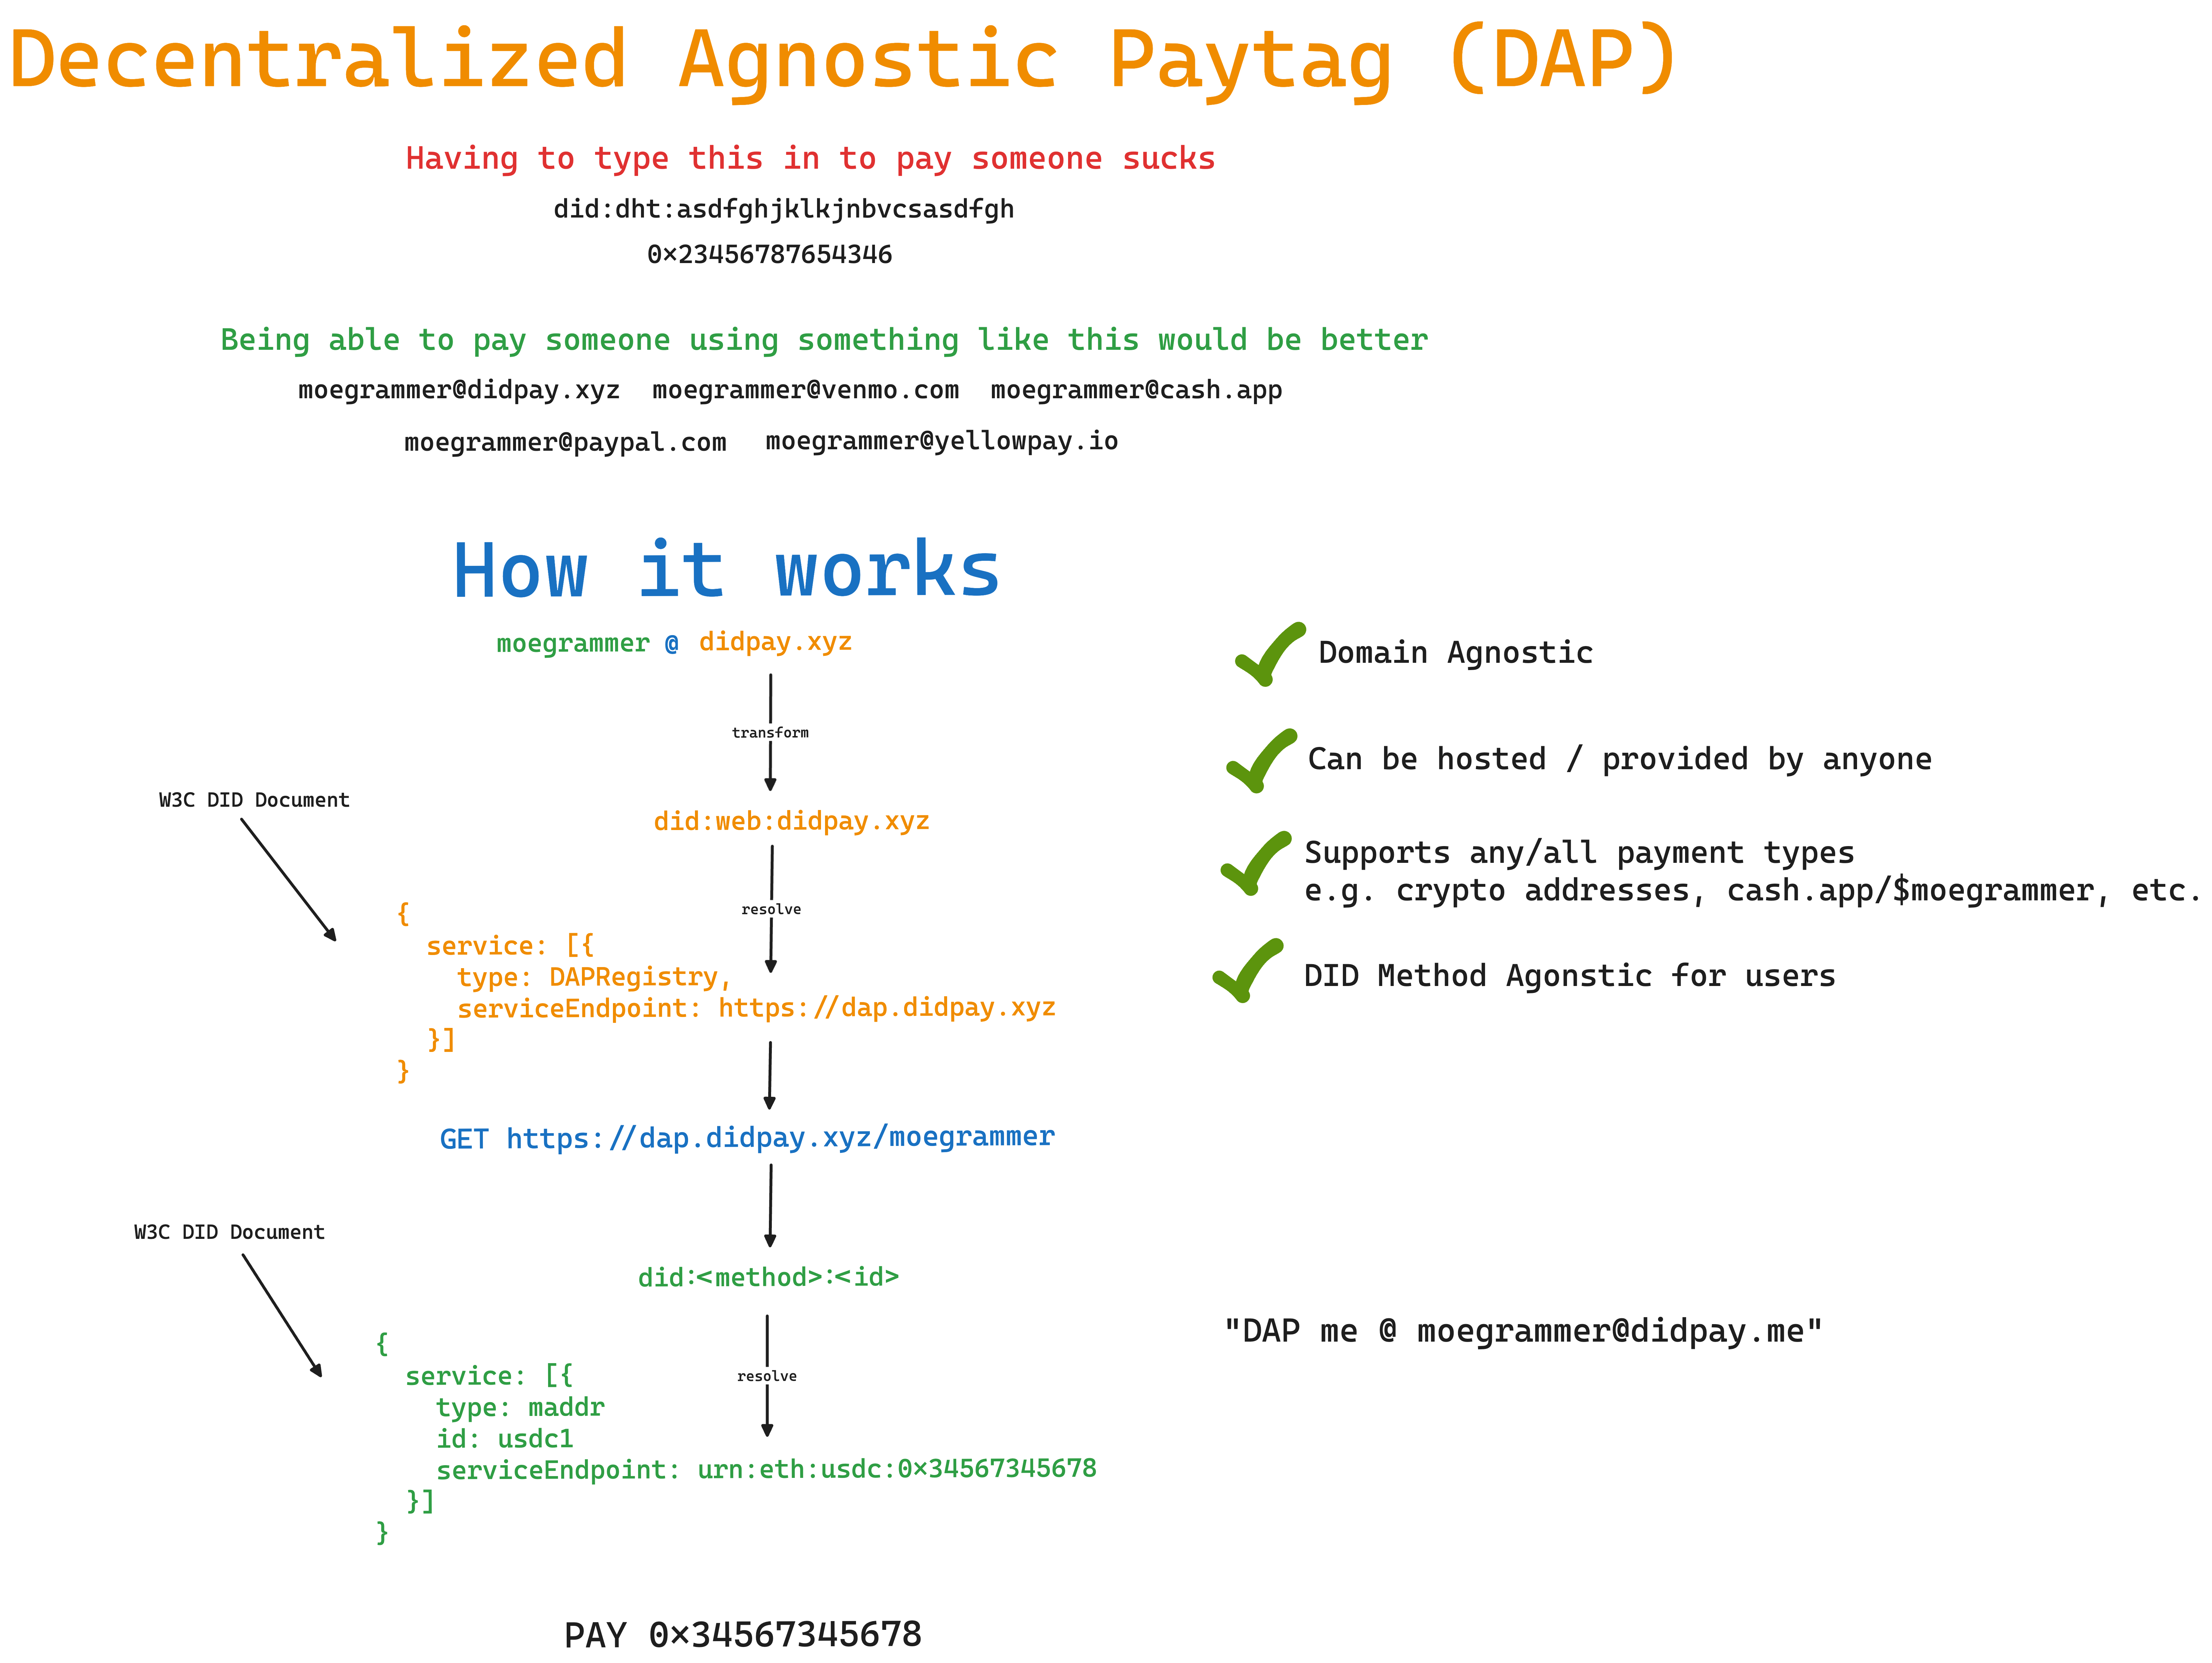 Decentralized Agnostic Paytag (DAP)
Having to type this in to pay someone sucks
did:dht:asdfghjklkjnbvcsasdfgh
0×23456787654346
Being able to pay someone using something like this would be better
moegrammer@didpay.xyz moegrammer@venmo.com moegrammer@cash.app
moegrammer@paypal.com moegrammer@yellowpay.io
How it works
moegrammer @ didpay.xyz
transform
did:web:didpay.xyz
W3C DID Document
resolve
{
service: [{
type: DAPRegistry,
serviceEndpoint: https://dap.didpay.xyz
}]
}
GET https://dap.didpay.xyz/moegrammer
did:<method>:<id>
W3C DID Document
resolve
{
service: [{
type: maddr
id: usdc1
serviceEndpoint: urn:eth:usdc:0×34567345678
}]
}
PAY 0×34567345678
Domain Agnostic
Can be hosted / provided by anyone
Supports any/all payment types
e.g. crypto addresses, cash.app/$moegrammer, etc.
DID Method Agonstic for users
"DAP me @ moegrammer@didpay.me"